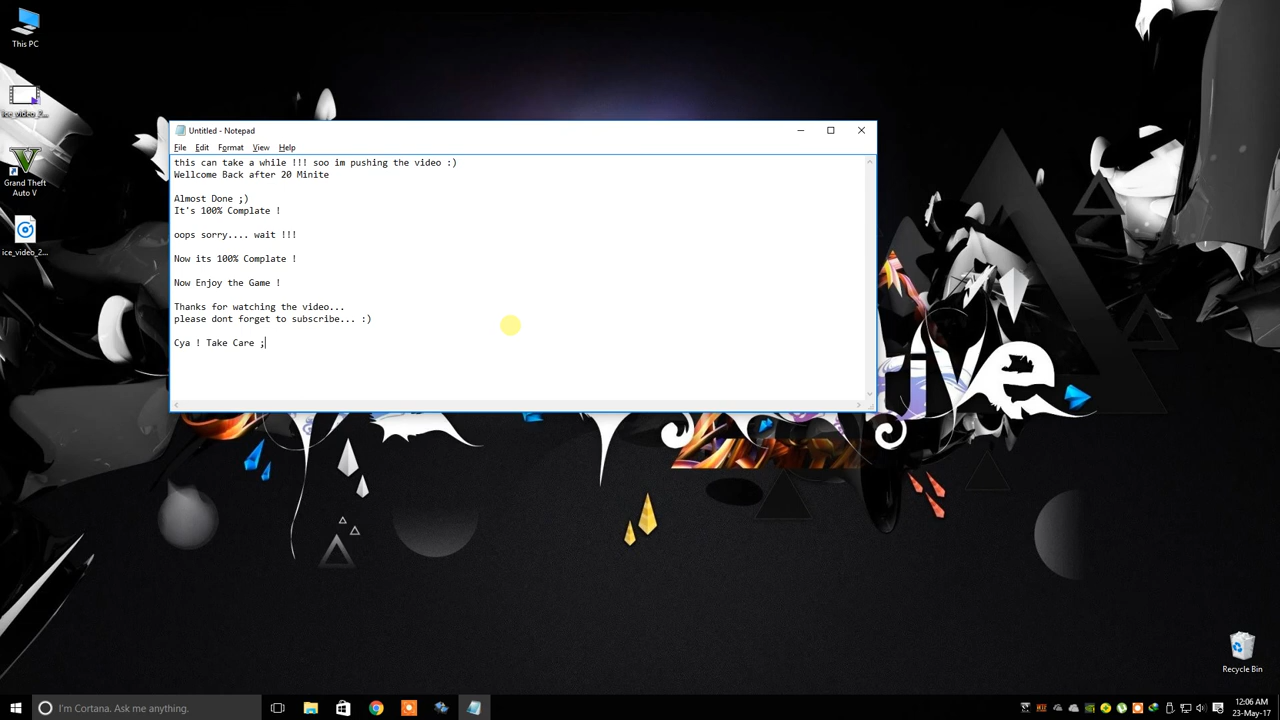 This PC
ice_video_2...
Grand Theft
Auto V
ice_video_2...
Untitled - Notepad
File Edit Format View Help
this can take a while !!! soo im pushing the video :)
Wellcome Back after 20 Minite
Almost Done ;)
It's 100% Complate !
oops sorry.... wait !!!
Now its 100% Complate !
Now Enjoy the Game !
Thanks for watching the video...
please dont forget to subscribe... :)
Cya ! Take Care ;
Recycle Bin
I'm Cortana. Ask me anything.
12:06 AM
23-May-17